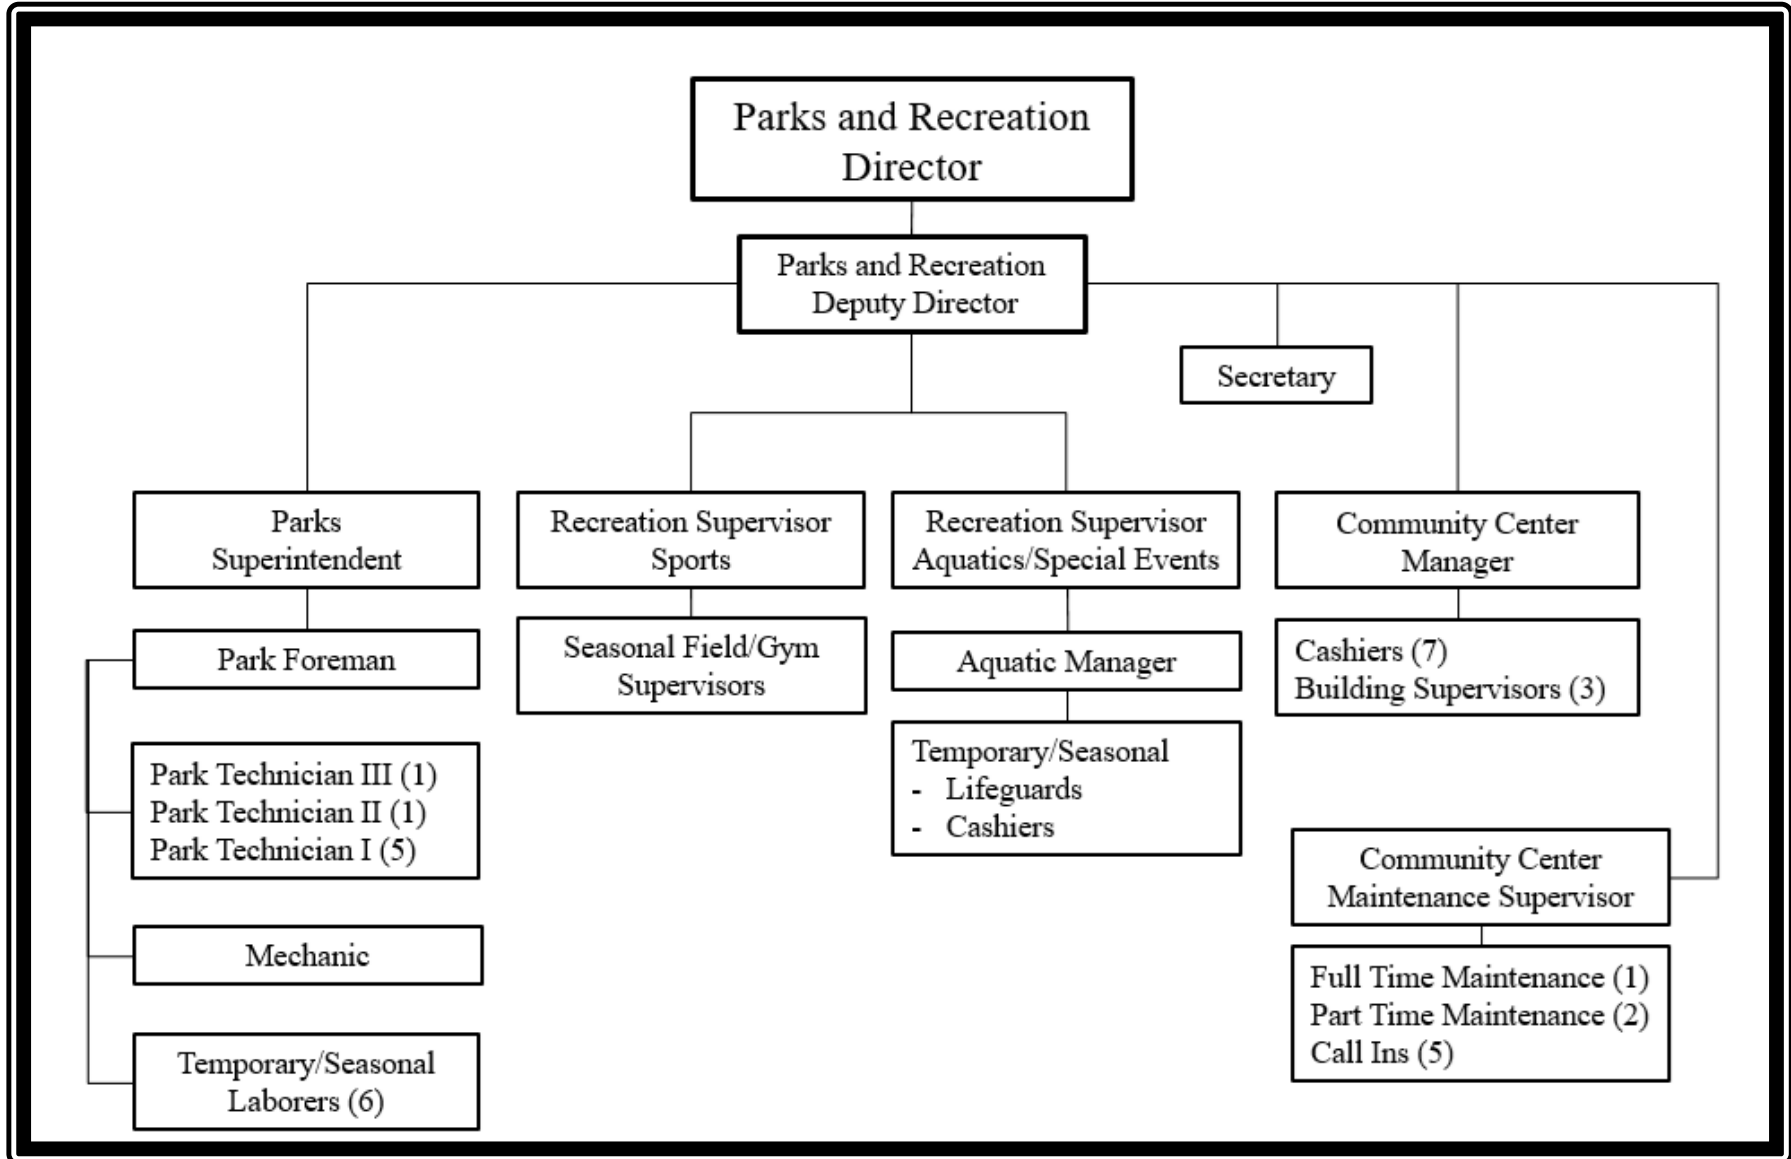 Parks and Recreation
Director
Parks and Recreation
Deputy Director
Secretary
Parks
Superintendent
Recreation Supervisor
Sports
Recreation Supervisor
Aquatics/Special Events
Community Center
Manager
Park Foreman
Seasonal Field/Gym
Supervisors
Aquatic Manager
Cashiers (7)
Building Supervisors (3)
Park Technician III (1)
Park Technician II (1)
Park Technician I (5)
Temporary/Seasonal
- Lifeguards
- Cashiers
Community Center
Maintenance Supervisor
Mechanic
Full Time Maintenance (1)
Part Time Maintenance (2)
Call Ins (5)
Temporary/Seasonal
Laborers (6)